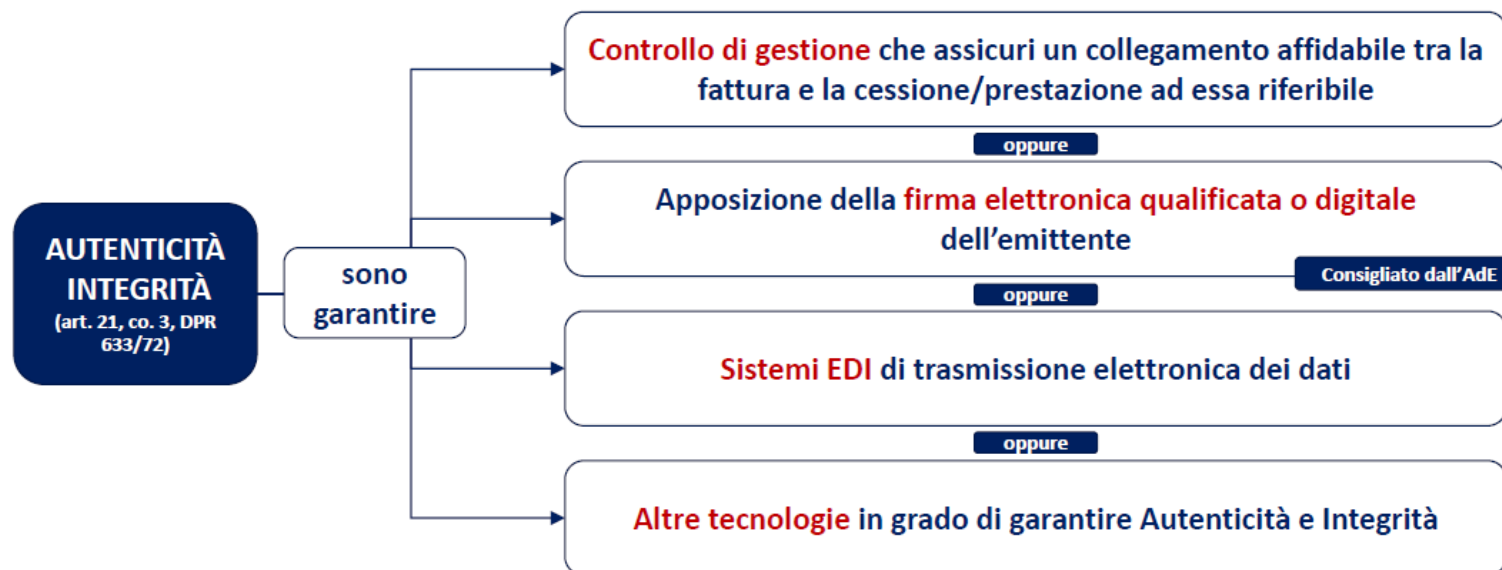 AUTENTICITÀ
INTEGRITÀ
(art. 21, co. 3, DPR
633/72)
sono
garantire
Controllo di gestione che assicuri un collegamento affidabile tra la
fattura e la cessione/prestazione ad essa riferibile
oppure
Apposizione della firma elettronica qualificata o digitale
dell'emittente
Consigliato dall'AdE
oppure
Sistemi EDI di trasmissione elettronica dei dati
oppure
Altre tecnologie in grado di garantire Autenticità e Integrità